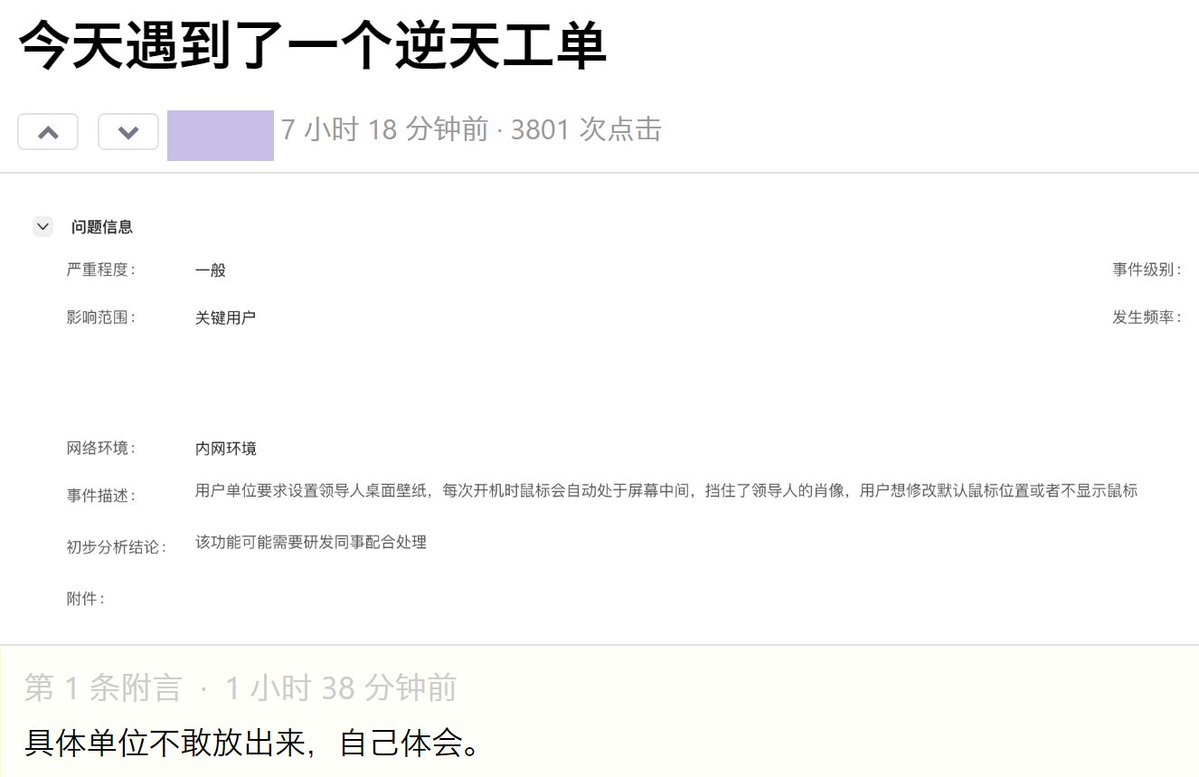 今天遇到了一个逆天工单
7 小时 18 分钟前 · 3801 次点击
问题信息
严重程度： 一般 事件级别：
影响范围： 关键用户 发生频率：
网络环境： 内网环境
事件描述： 用户单位要求设置领导人桌面壁纸，每次开机时鼠标会自动处于屏幕中间，挡住了领导人的肖像，用户想修改默认鼠标位置或者不显示鼠标
初步分析结论： 该功能可能需要研发同事配合处理
附件：
第 1 条附言 · 1 小时 38 分钟前
具体单位不敢放出来，自己体会。